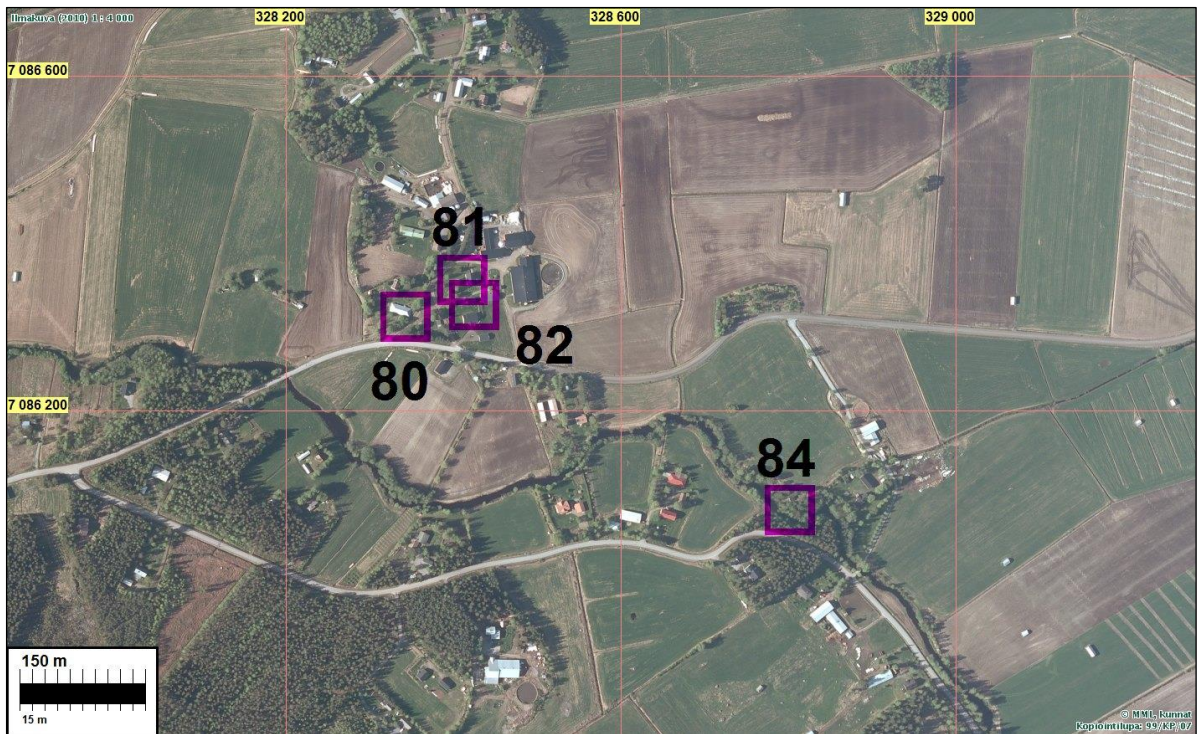 Ilmakuva (2010) 1: 4 000
328 200
328 600
329 000
7 086 600
81
82
80
7 086 200
84
150 m
15 m
© MML, kunnat
Kopiointilupa: 99/KP/07